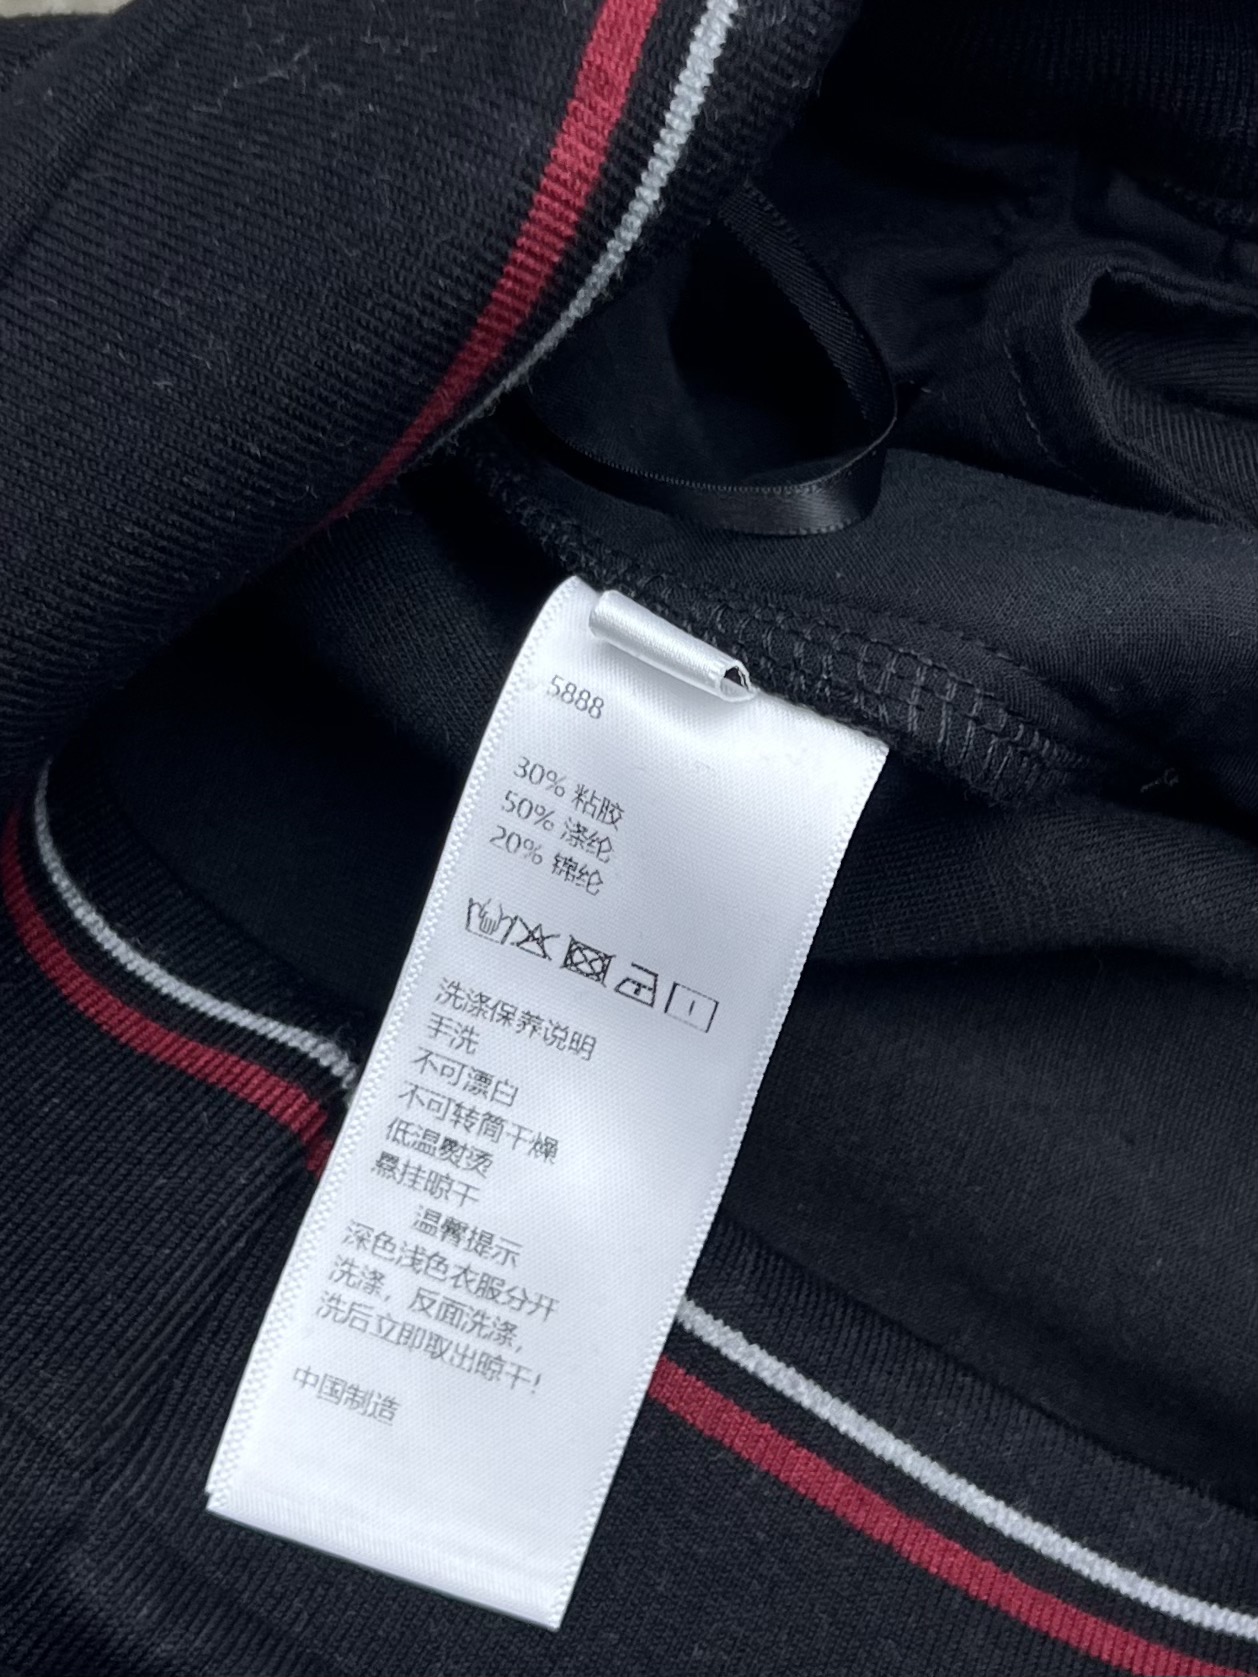 5888
30% 粘胶
50% 涤纶
20% 锦纶
洗涤保养说明
手洗
不可漂白
不可转筒干燥
低温熨烫
悬挂晾干
温馨提示
深色浅色衣服分开
洗涤，反面洗涤，
洗后立即取出晾干!
中国制造